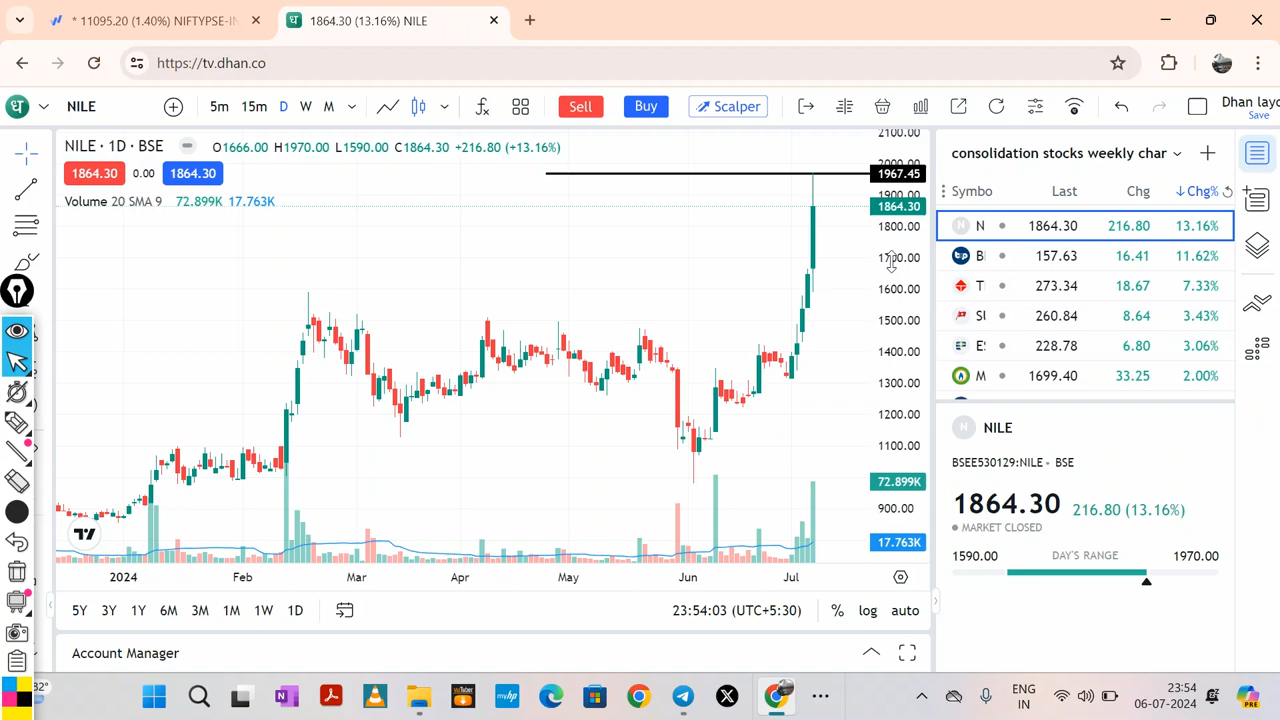 * 11095.20 (1.40%) NIFTYPSE-IN
1864.30 (13.16%) NILE
https://tv.dhan.co
ध NILE 5m 15m D W M Sell Buy Scalper Dhan layo
Save
NILE · 1D · BSE O1666.00 H1970.00 L1590.00 C1864.30 +216.80 (+13.16%)
1864.30 0.00 1864.30
Volume 20 SMA 9 72.899K 17.763K
2100.00
2000.00
1967.45
1900.00
1864.30
1800.00
1700.00
1600.00
1500.00
1400.00
1300.00
1200.00
1100.00
72.899K
900.00
17.763K
2024 Feb Mar Apr May Jun Jul
5Y 3Y 1Y 6M 3M 1M 1W 1D 23:54:03 (UTC+5:30) % log auto
Account Manager
consolidation stocks weekly char
Symbo Last Chg Chg%
N 1864.30 216.80 13.16%
B 157.63 16.41 11.62%
T 273.34 18.67 7.33%
SI 260.84 8.64 3.43%
E 228.78 6.80 3.06%
M 1699.40 33.25 2.00%
N NILE
BSEE530129:NILE BSE
1864.30 216.80 (13.16%)
MARKET CLOSED
1590.00 DAY'S RANGE 1970.00
32°
ENG
IN
23:54
06-07-2024
PRE